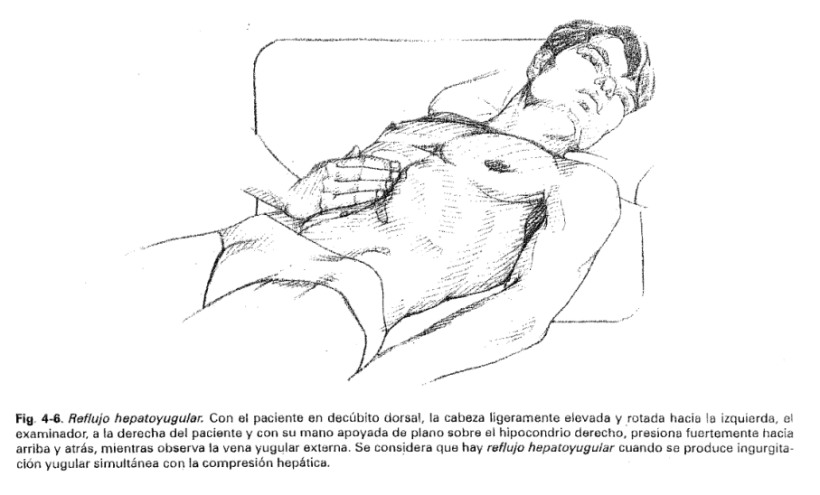 Fig. 4-6. Reflujo hepatoyugular. Con el paciente en decúbito dorsal, la cabeza ligeramente elevada y rotada hacia la izquierda, el
examinador, a la derecha del paciente y con su mano apoyada de plano sobre el hipocondrio derecho, presiona fuertemente hacia
arriba y atrás, mientras observa la vena yugular externa. Se considera que hay reflujo hepatoyugular cuando se produce ingurgita-
ción yugular simultánea con la compresión hepática.